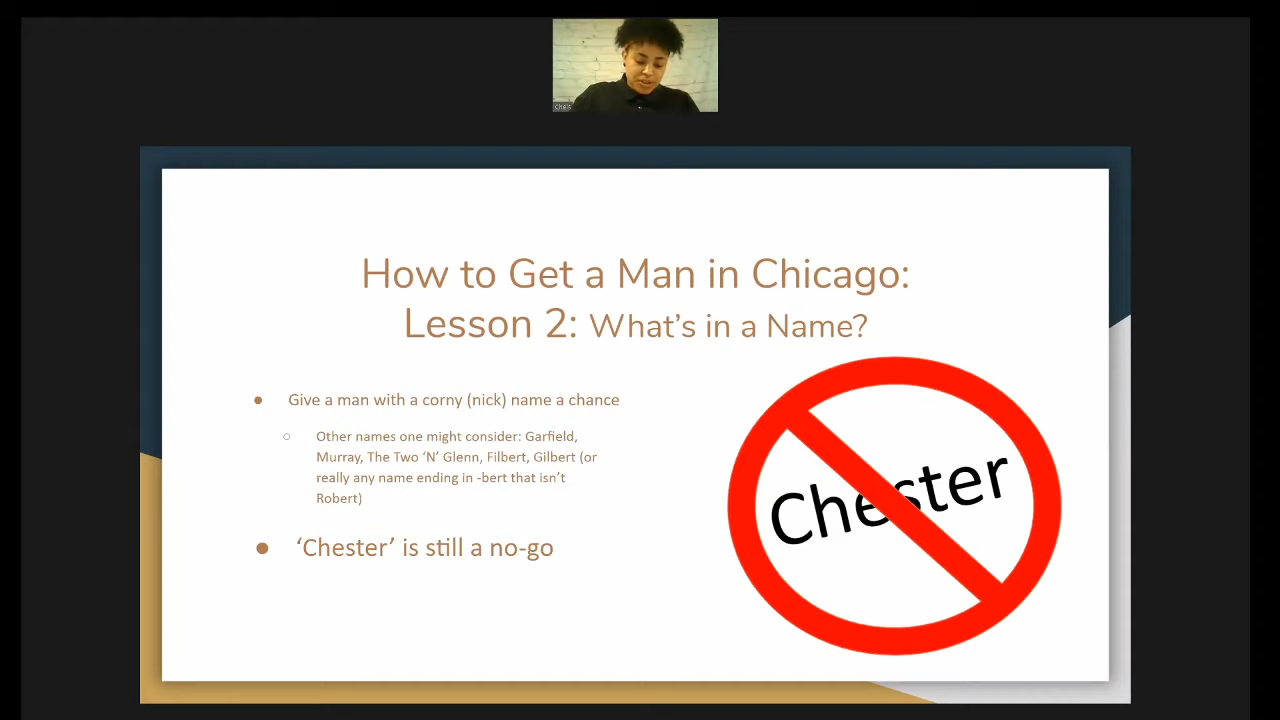 How to Get a Man in Chicago:
Lesson 2: What's in a Name?
● Give a man with a corny (nick) name a chance
○ Other names one might consider: Garfield,
Murray, The Two ‘N’ Glenn, Filbert, Gilbert (or
really any name ending in -bert that isn’t
Robert)
● ‘Chester’ is still a no-go
Chester